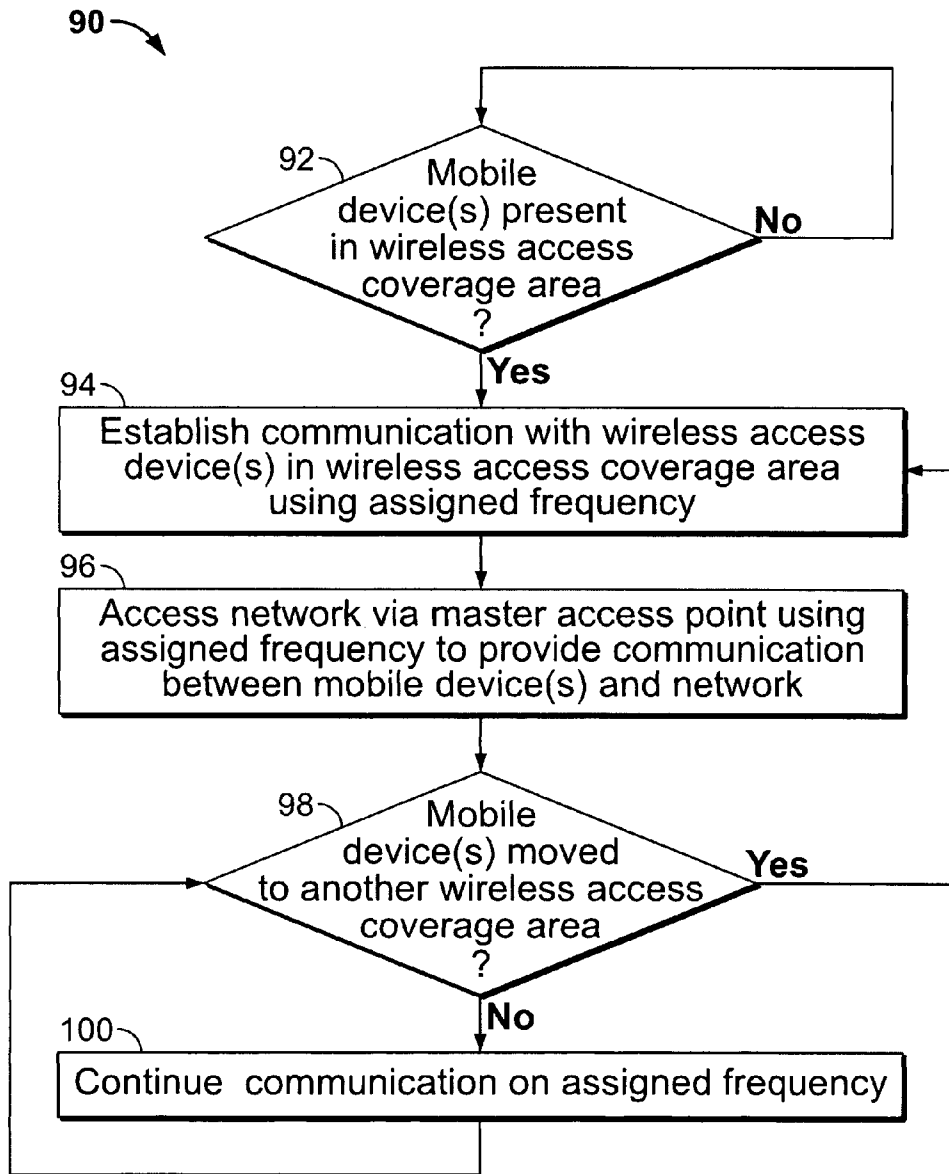 90
92
Mobile
device(s) present
in wireless access
coverage area
?
No
Yes
94
Establish communication with wireless access
device(s) in wireless access coverage area
using assigned frequency
96
Access network via master access point using
assigned frequency to provide communication
between mobile device(s) and network
98
Mobile
device(s) moved
to another wireless access
coverage area
?
Yes
No
100
Continue communication on assigned frequency